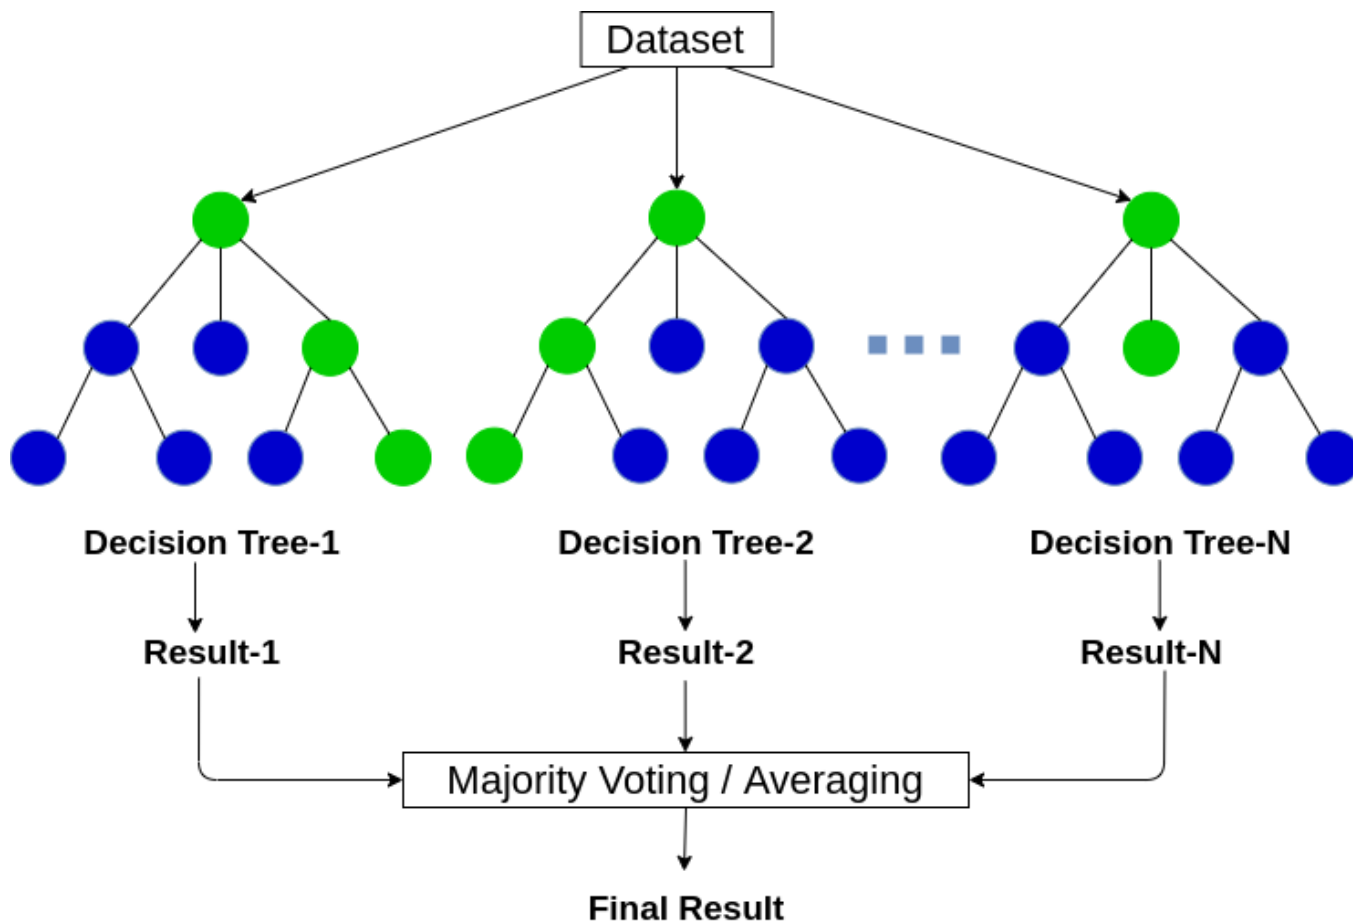 Dataset
Decision Tree-1
Decision Tree-2
Decision Tree-N
Result-1
Result-2
Result-N
Majority Voting / Averaging
Final Result